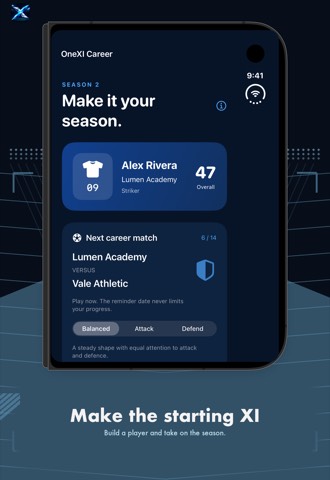 OneXI Career
9:41
SEASON 2
Make it your
season.
Alex Rivera
Lumen Academy
Striker
09
47
Overall
Next career match
6 / 14
Lumen Academy
VERSUS
Vale Athletic
Play now. The reminder date never limits
your progress.
Balanced
Attack
Defend
A steady shape with equal attention to attack
and defence.
Make the starting XI
Build a player and take on the season.